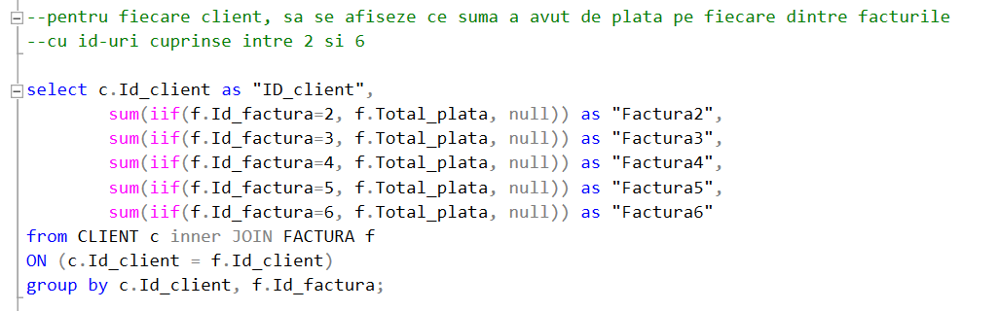 --pentru fiecare client, sa se afiseze ce suma a avut de plata pe fiecare dintre facturile
--cu id-uri cuprinse intre 2 si 6
select c.Id_client as "ID_client",
sum(iif(f.Id_factura=2, f.Total_plata, null)) as "Factura2",
sum(iif(f.Id_factura=3, f.Total_plata, null)) as "Factura3",
sum(iif(f.Id_factura=4, f.Total_plata, null)) as "Factura4",
sum(iif(f.Id_factura=5, f.Total_plata, null)) as "Factura5",
sum(iif(f.Id_factura=6, f.Total_plata, null)) as "Factura6"
from CLIENT c inner JOIN FACTURA f
ON (c.Id_client = f.Id_client)
group by c.Id_client, f.Id_factura;